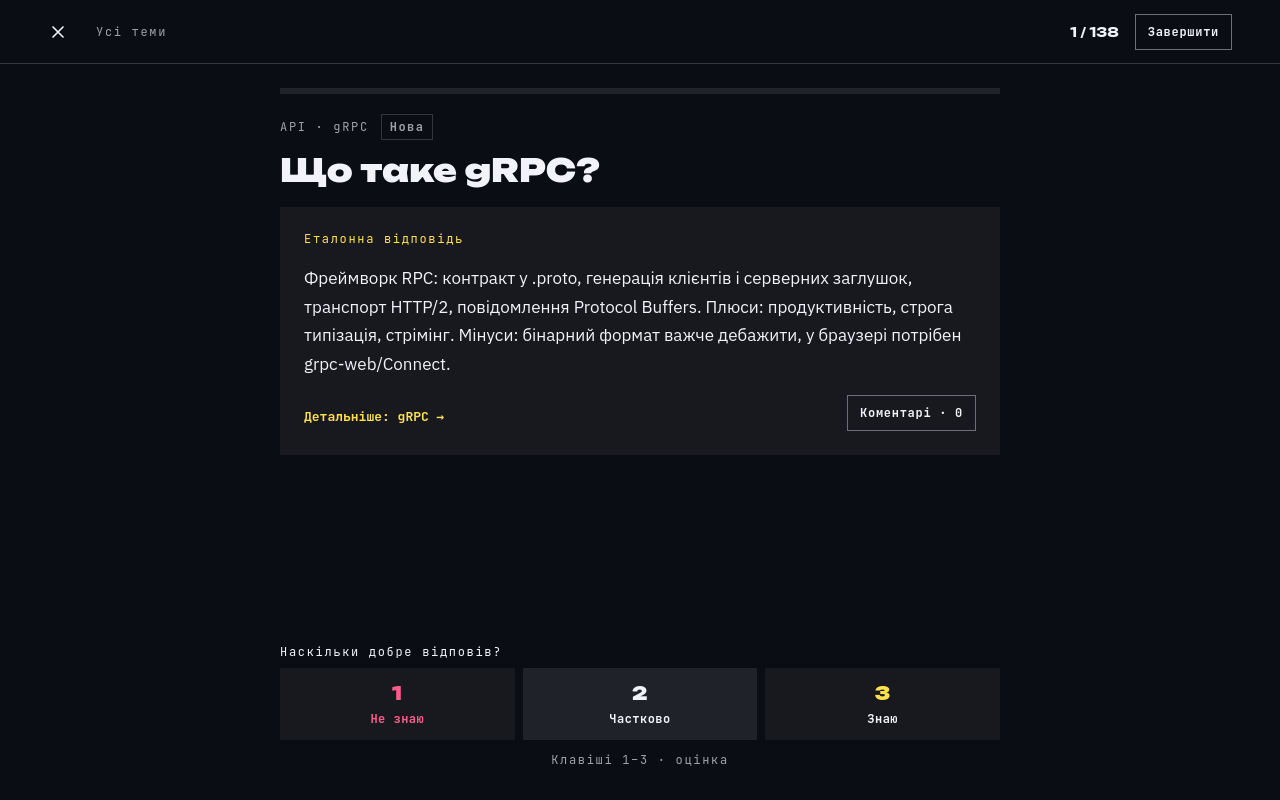 Усі теми
1 / 138
Завершити
API · gRPC
Нова
Що таке gRPC?
Еталонна відповідь
Фреймворк RPC: контракт у .proto, генерація клієнтів і серверних заглушок,
транспорт HTTP/2, повідомлення Protocol Buffers. Плюси: продуктивність, строга
типізація, стрімінг. Мінуси: бінарний формат важче дебажити, у браузері потрібен
grpc-web/Connect.
Детальніше: gRPC →
Коментарі · 0
Наскільки добре відповів?
1
Не знаю
2
Частково
3
Знаю
Клавіші 1–3 · оцінка